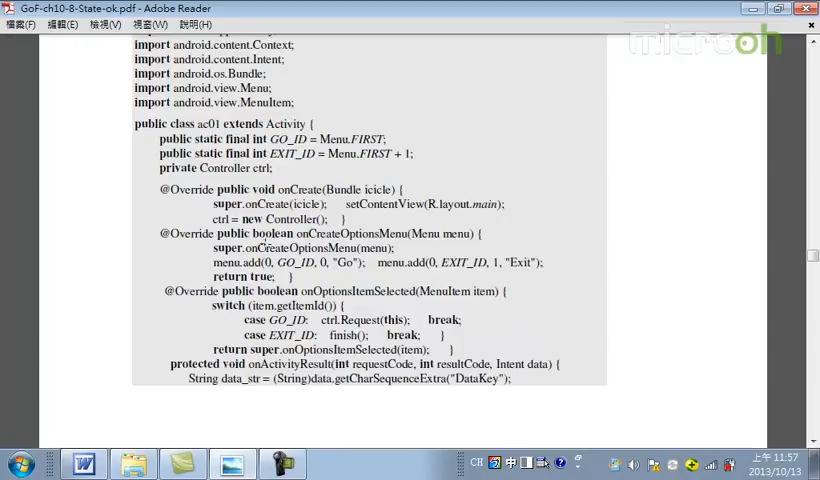 GoF-ch10-8-State-ok.pdf - Adobe Reader
檔案(F) 編輯(E) 檢視(V) 視窗(W) 說明(H)
microoh
import android.content.Context;
import android.content.Intent;
import android.os.Bundle;
import android.view.Menu;
import android.view.MenuItem;
public class ac01 extends Activity {
public static final int GO_ID = Menu.FIRST;
public static final int EXIT_ID = Menu.FIRST + 1;
private Controller ctrl;
@Override public void onCreate(Bundle icicle) {
super.onCreate(icicle); setContentView(R.layout.main);
ctrl = new Controller(); }
@Override public boolean onCreateOptionsMenu(Menu menu) {
super.onCreateOptionsMenu(menu);
menu.add(0, GO_ID, 0, "Go"); menu.add(0, EXIT_ID, 1, "Exit");
return true; }
@Override public boolean onOptionsItemSelected(MenuItem item) {
switch (item.getItemId()) {
case GO_ID: ctrl.Request(this); break;
case EXIT_ID: finish(); break; }
return super.onOptionsItemSelected(item); }
protected void onActivityResult(int requestCode, int resultCode, Intent data) {
String data_str = (String)data.getCharSequenceExtra("DataKey");
CH 中
上午 11:57
2013/10/13